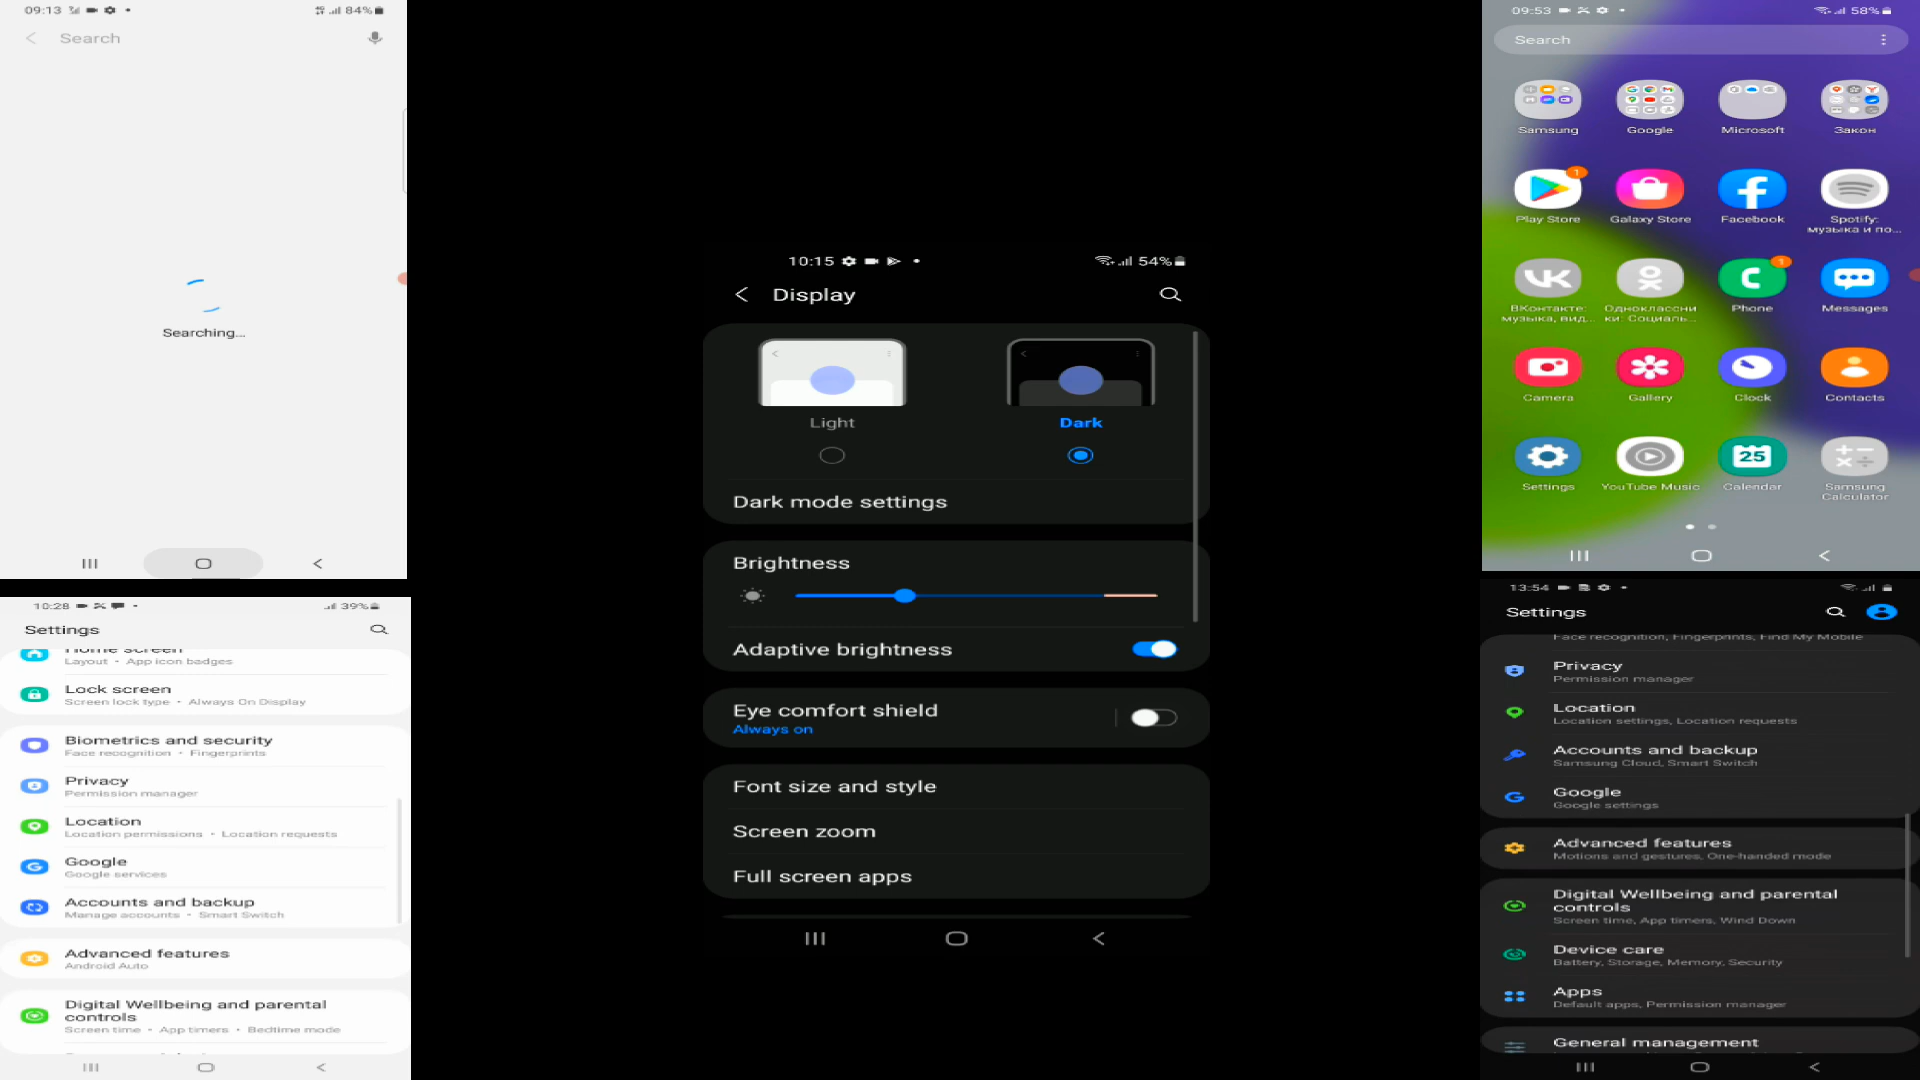 09:13
84%
Search
Searching...
10:28
39%
Settings
Home screen
Layout • App icon badges
Lock screen
Screen lock type • Always On Display
Biometrics and security
Face recognition • Fingerprints
Privacy
Permission manager
Location
Location permissions • Location requests
Google
Google services
Accounts and backup
Manage accounts • Smart Switch
Advanced features
Android Auto
Digital Wellbeing and parental
controls
Screen time • App timers • Bedtime mode
10:15
54%
Display
Light
Dark
Dark mode settings
Brightness
Adaptive brightness
Eye comfort shield
Always on
Font size and style
Screen zoom
Full screen apps
09:53
58%
Search
Samsung Google Microsoft Закон
1
Play Store Galaxy Store Facebook Spotify:
музыка и по...
1
ВКонтакте:
музыка, вид...
Одноклассни
ки: Социаль...
Phone Messages
Camera Gallery Clock Contacts
25
Settings YouTube Music Calendar Samsung
Calculator
13:54
Settings
Face recognition, Fingerprints, Find My Mobile
Privacy
Permission manager
Location
Location settings, Location requests
Accounts and backup
Samsung Cloud, Smart Switch
Google
Google settings
Advanced features
Motions and gestures, One-handed mode
Digital Wellbeing and parental
controls
Screen time, App timers, Wind Down
Device care
Battery, Storage, Memory, Security
Apps
Default apps, Permission manager
General management